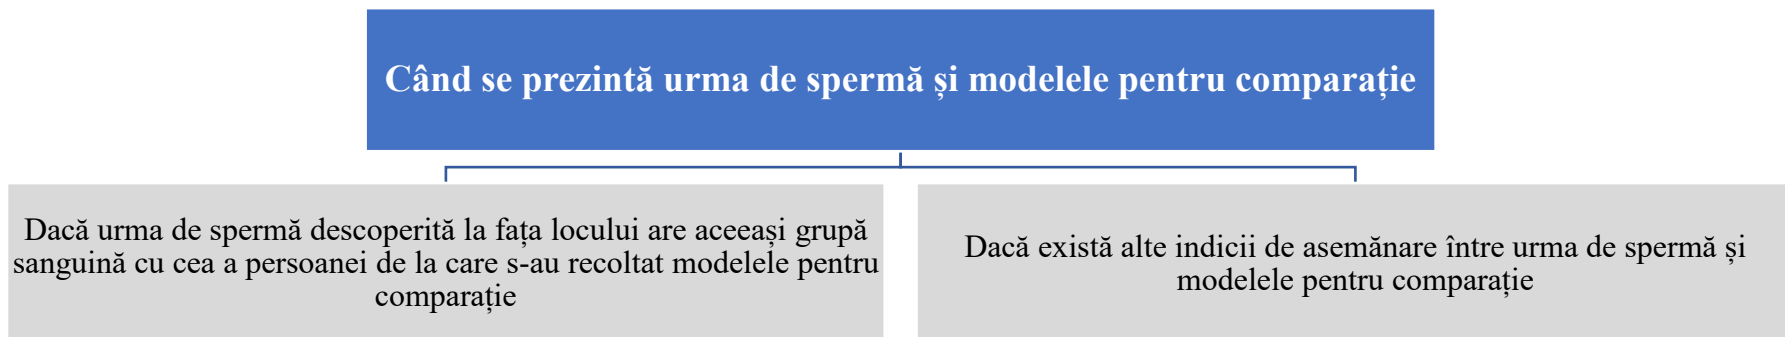 Când se prezintă urma de spermă și modelele pentru comparație
Dacă urma de spermă descoperită la fața locului are aceeași grupă
sanguină cu cea a persoanei de la care s-au recoltat modelele pentru
comparație
Dacă există alte indicii de asemănare între urma de spermă și
modelele pentru comparație